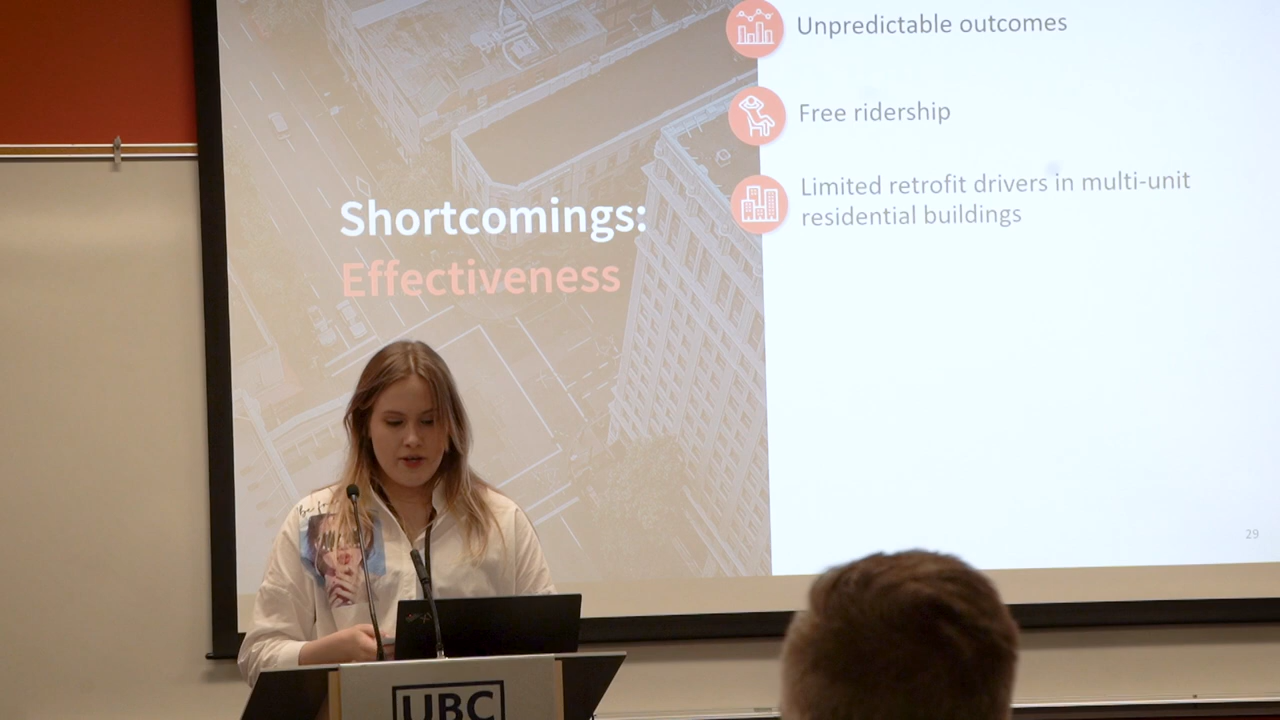 Unpredictable outcomes
Free ridership
Limited retrofit drivers in multi-unit
residential buildings
Shortcomings:
Effectiveness
29
UBC